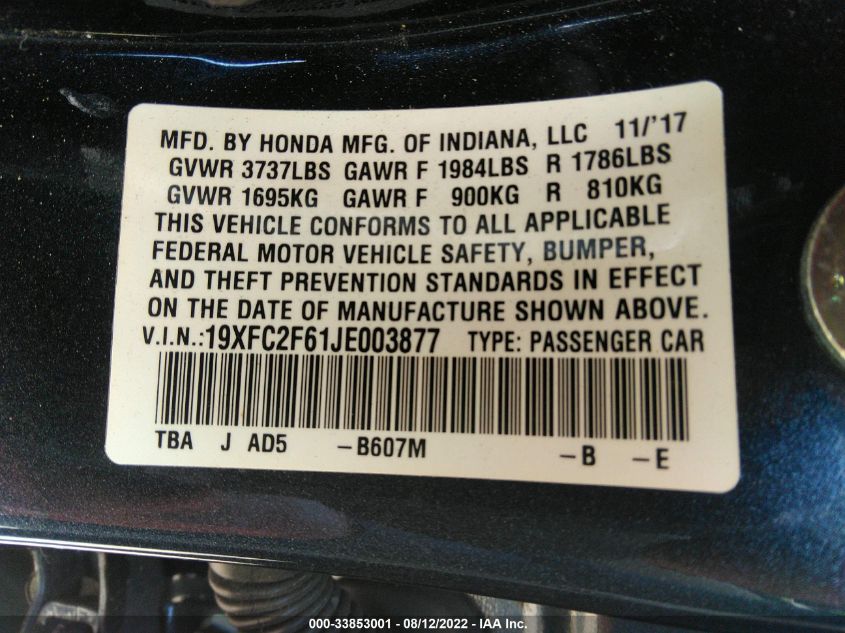 MFD. BY HONDA MFG. OF INDIANA, LLC 11/'17
GVWR 3737LBS GAWR F 1984LBS R 1786LBS
GVWR 1695KG GAWR F 900KG R 810KG
THIS VEHICLE CONFORMS TO ALL APPLICABLE
FEDERAL MOTOR VEHICLE SAFETY, BUMPER,
AND THEFT PREVENTION STANDARDS IN EFFECT
ON THE DATE OF MANUFACTURE SHOWN ABOVE.
V.I.N.:19XFC2F61JE003877 TYPE: PASSENGER CAR
TBA J AD5 –B607M –B –E
000-33853001 - 08/12/2022 - IAA Inc.